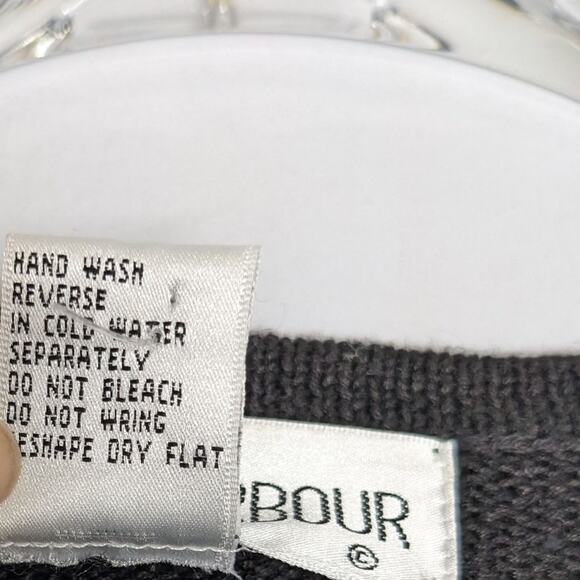 HAND WASH
REVERSE
IN COLD WATER
SEPARATELY
DO NOT BLEACH
DO NOT WRING
ESHAPE DRY FLAT
BOUR
©